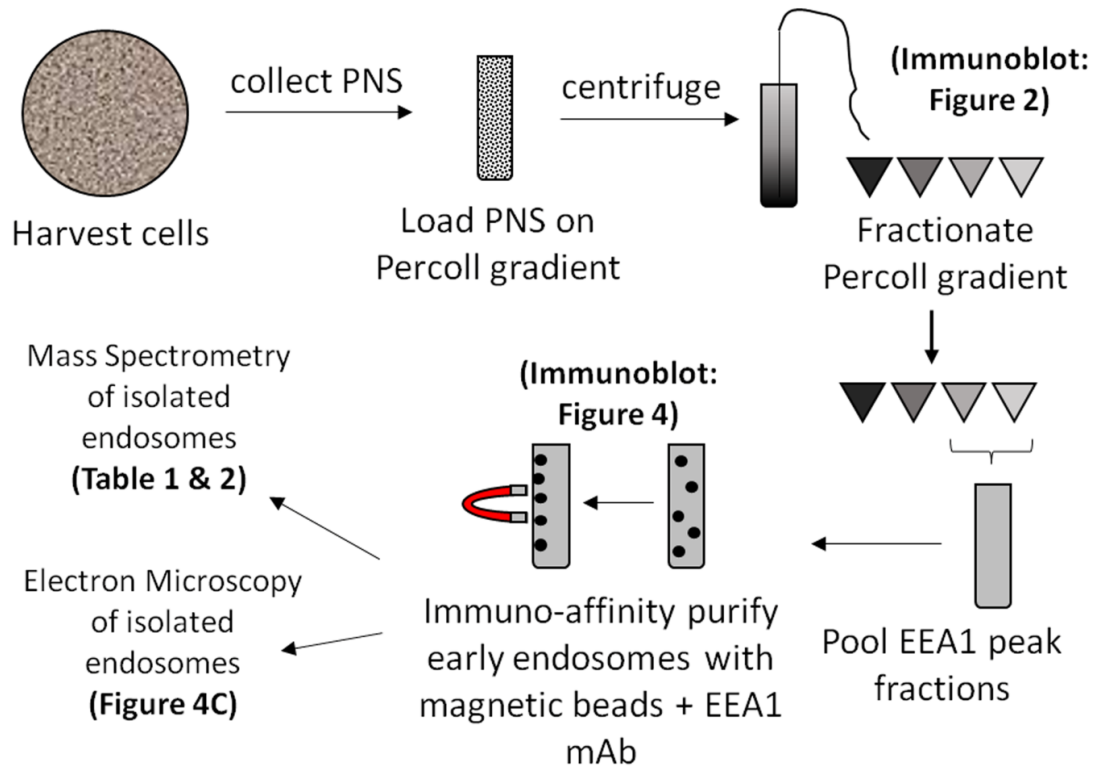 collect PNS
centrifuge
(Immunoblot:
Figure 2)
Harvest cells
Load PNS on
Percoll gradient
Fractionate
Percoll gradient
Mass Spectrometry
of isolated
endosomes
(Table 1 & 2)
(Immunoblot:
Figure 4)
Electron Microscopy
of isolated
endosomes
(Figure 4C)
Immuno-affinity purify
early endosomes with
magnetic beads + EEA1
mAb
Pool EEA1 peak
fractions